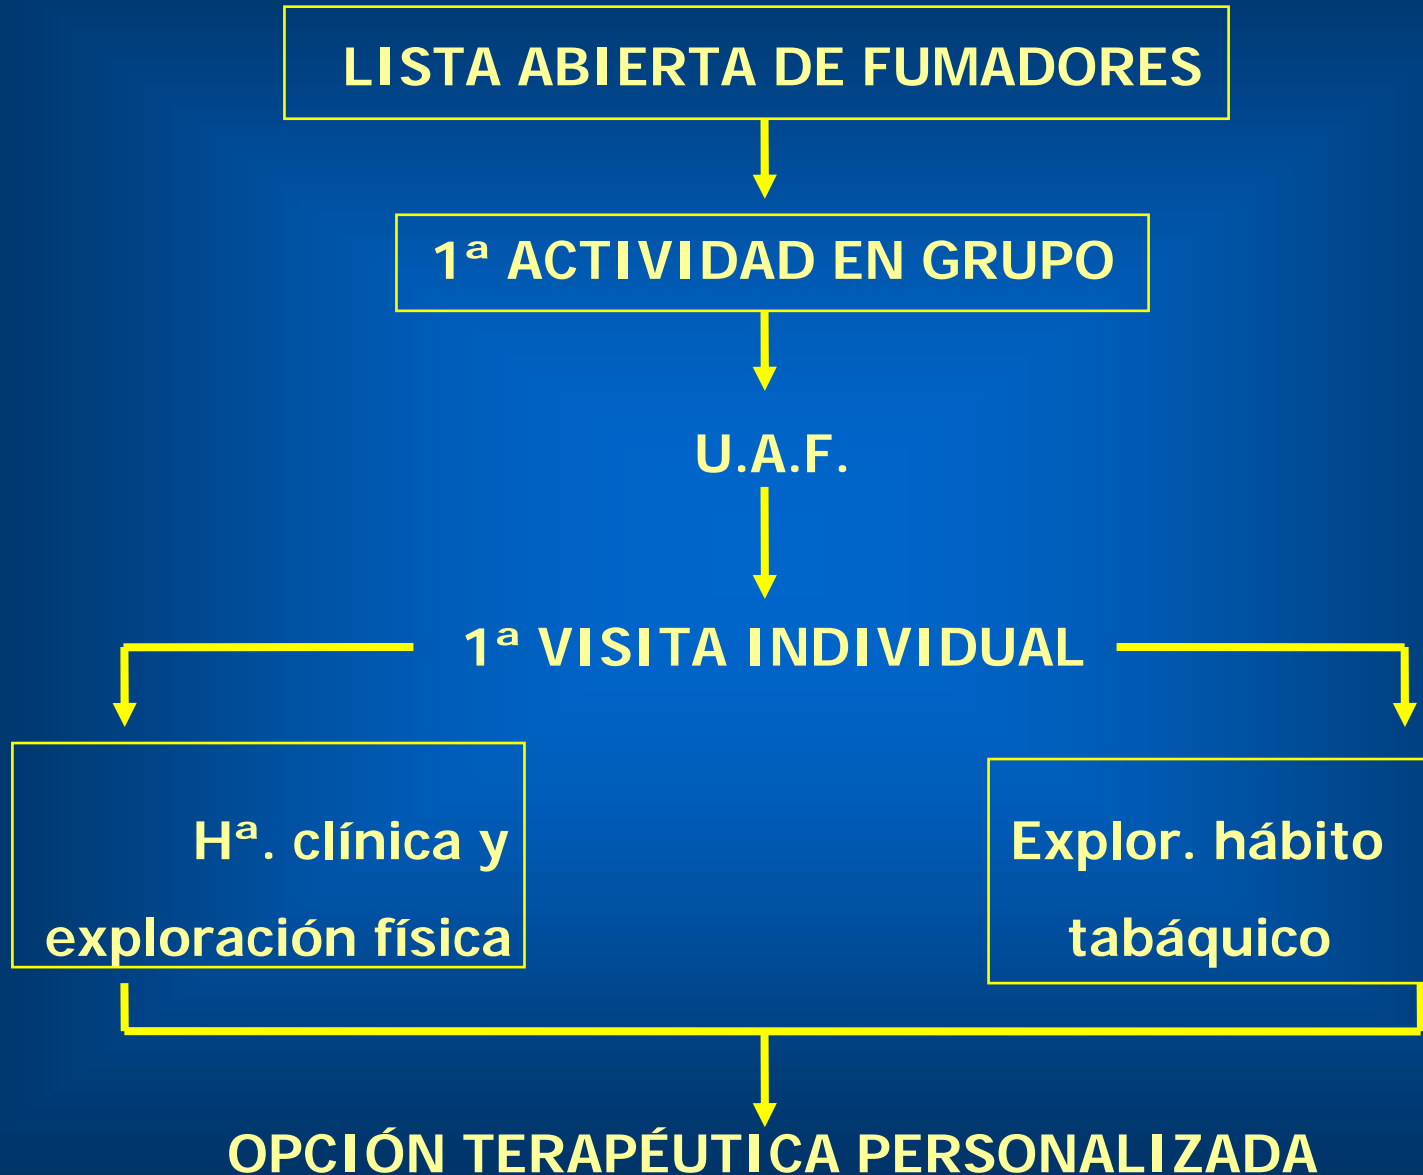 LISTA ABIERTA DE FUMADORES
1ª ACTIVIDAD EN GRUPO
U.A.F.
1ª VISITA INDIVIDUAL
Hª. clínica y
exploración física
Explor. hábito
tabáquico
OPCIÓN TERAPÉUTICA PERSONALIZADA